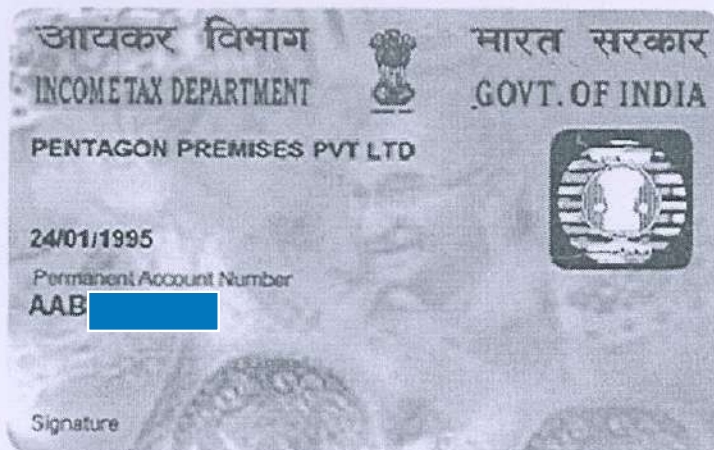 आयकर विभाग
INCOME TAX DEPARTMENT
भारत सरकार
GOVT. OF INDIA
PENTAGON PREMISES PVT LTD
24/01/1995
Permanent Account Number
AAB
Signature